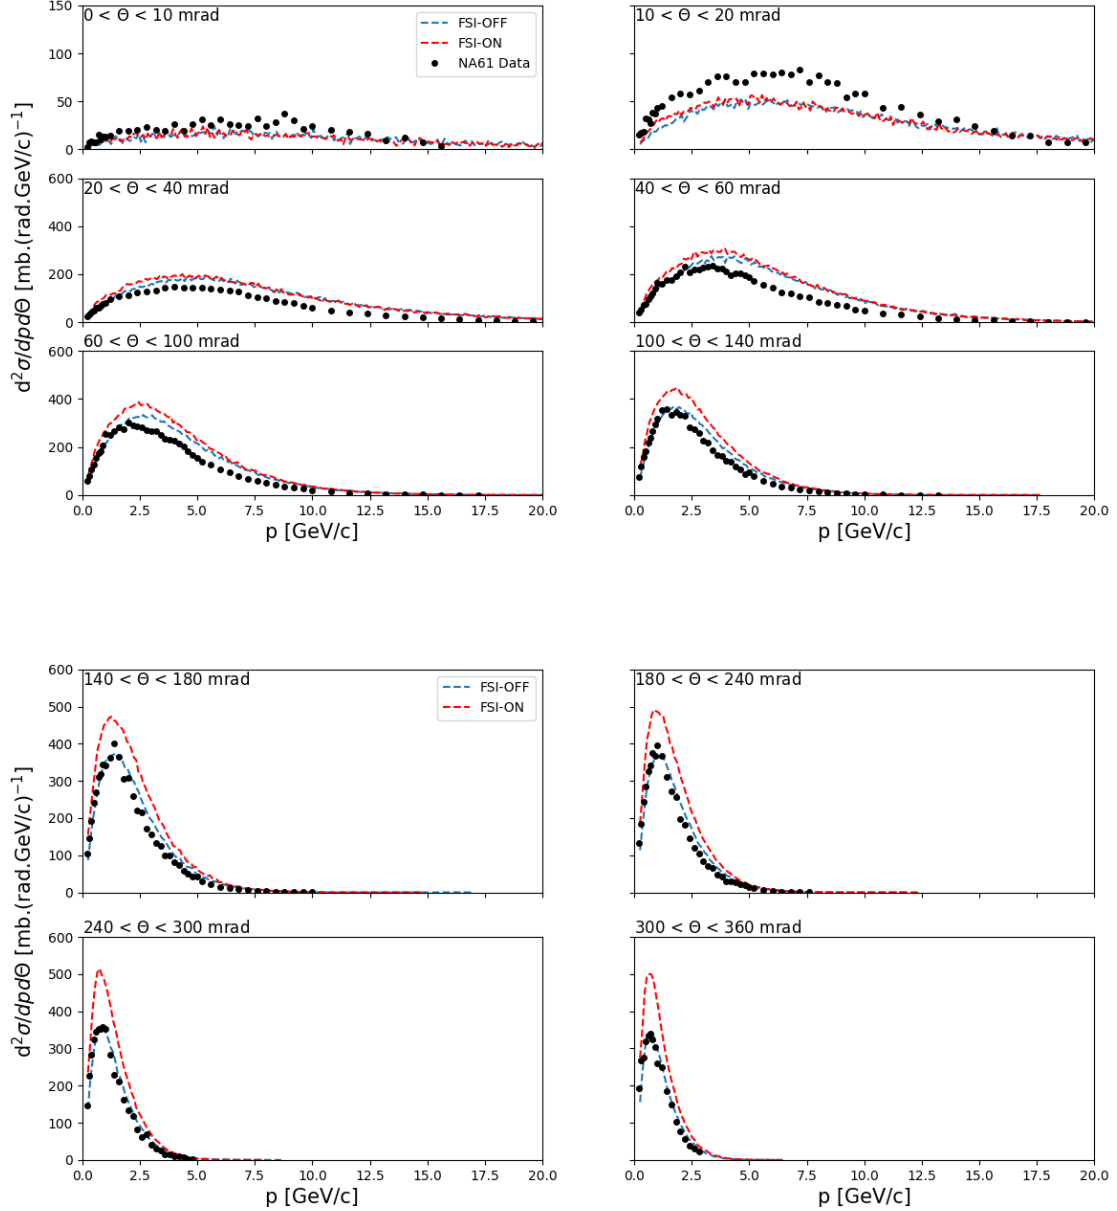 0 < Θ < 10 mrad
10 < Θ < 20 mrad
FSI-OFF
FSI-ON
NA61 Data
150
100
50
0
20 < Θ < 40 mrad
40 < Θ < 60 mrad
600
400
200
0
60 < Θ < 100 mrad
100 < Θ < 140 mrad
600
400
200
0
d²σ/dpdΘ [mb.(rad.GeV/c)⁻¹]
0.0 2.5 5.0 7.5 10.0 12.5 15.0 17.5 20.0
0.0 2.5 5.0 7.5 10.0 12.5 15.0 17.5 20.0
p [GeV/c]
p [GeV/c]
140 < Θ < 180 mrad
180 < Θ < 240 mrad
FSI-OFF
FSI-ON
600
500
400
300
200
100
0
240 < Θ < 300 mrad
300 < Θ < 360 mrad
600
500
400
300
200
100
0
d²σ/dpdΘ [mb.(rad.GeV/c)⁻¹]
0.0 2.5 5.0 7.5 10.0 12.5 15.0 17.5 20.0
0.0 2.5 5.0 7.5 10.0 12.5 15.0 17.5 20.0
p [GeV/c]
p [GeV/c]